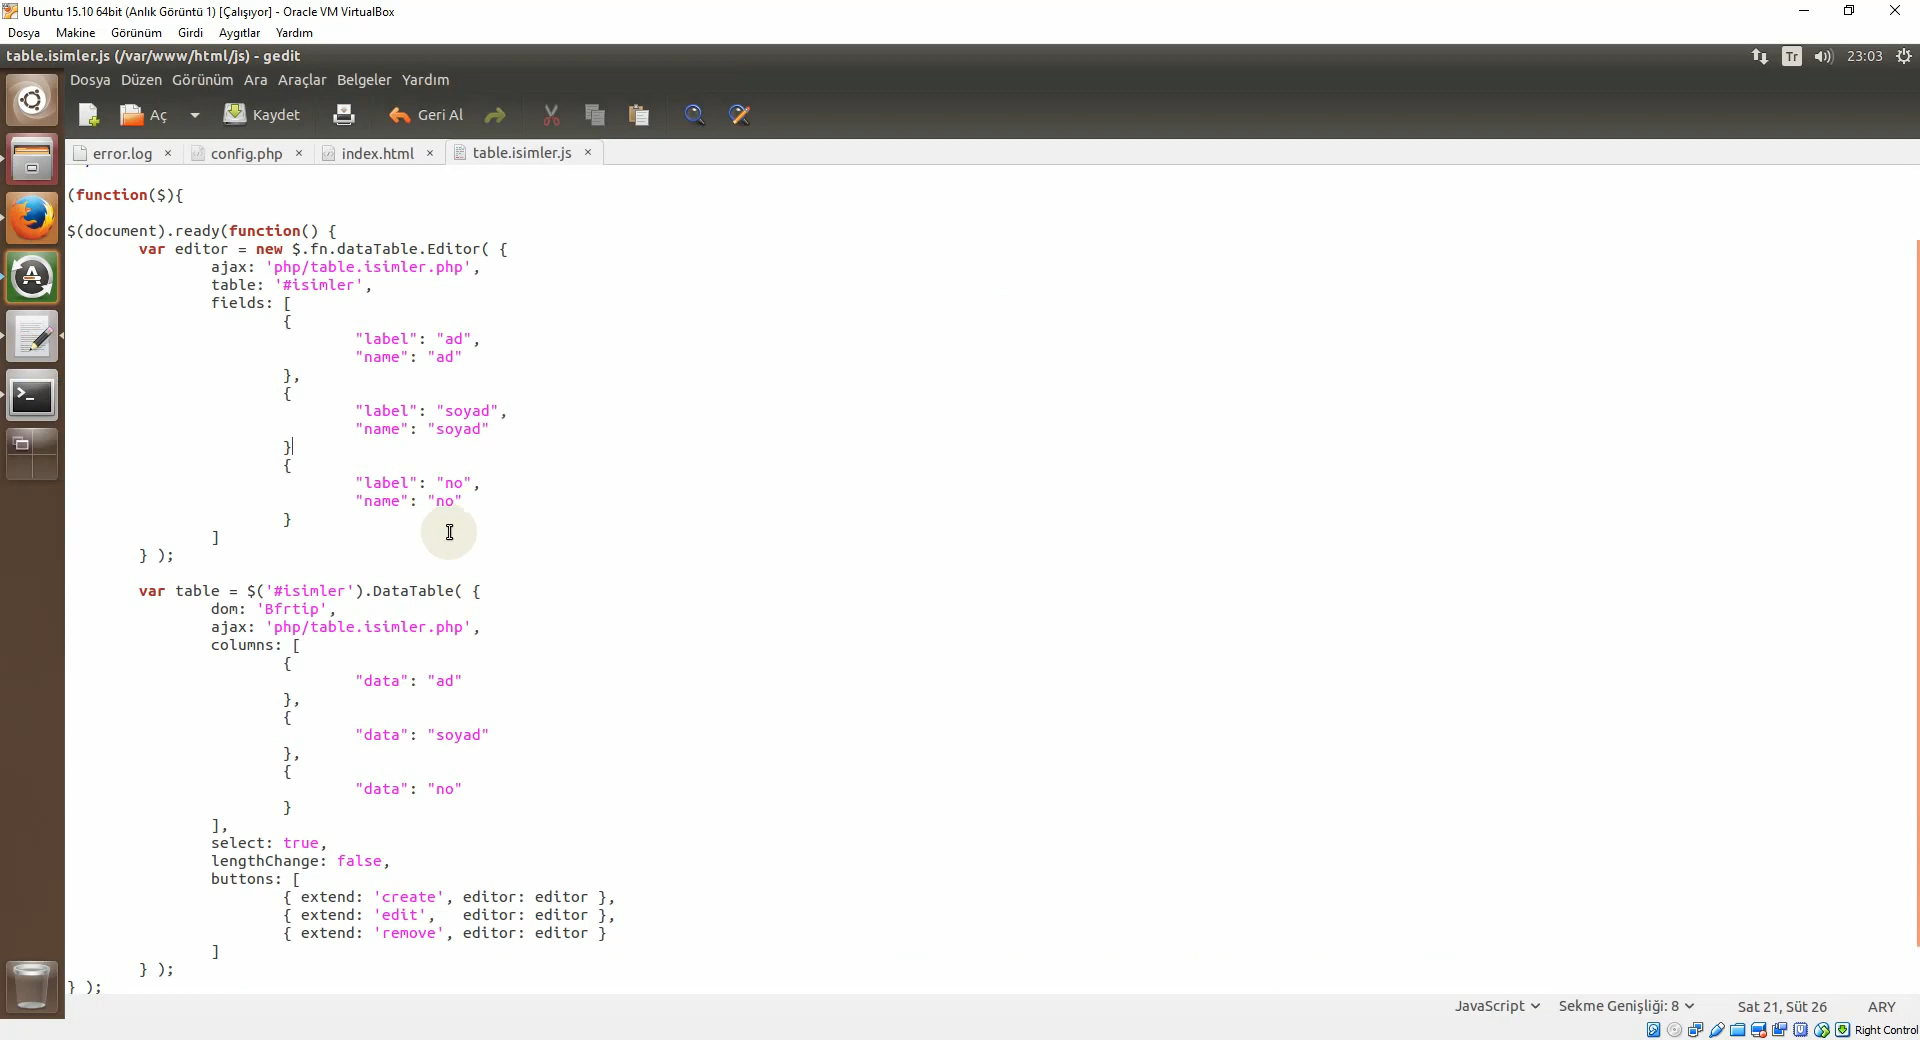 Ubuntu 15.10 64bit (Anlık Görüntü 1) [Çalışıyor] - Oracle VM VirtualBox
Dosya Makine Görünüm Girdi Aygıtlar Yardım
table.isimler.js (/var/www/html/js) - gedit
Tr 23:03
Dosya Düzen Görünüm Ara Araçlar Belgeler Yardım
Aç Kaydet Geri Al
error.log × config.php × index.html × table.isimler.js ×
(function($){
$(document).ready(function() {
var editor = new $.fn.dataTable.Editor( {
ajax: 'php/table.isimler.php',
table: '#isimler',
fields: [
{
"label": "ad",
"name": "ad"
},
{
"label": "soyad",
"name": "soyad"
}
{
"label": "no",
"name": "no"
}
]
} );
var table = $('#isimler').DataTable( {
dom: 'Bfrtip',
ajax: 'php/table.isimler.php',
columns: [
{
"data": "ad"
},
{
"data": "soyad"
},
{
"data": "no"
}
],
select: true,
lengthChange: false,
buttons: [
{ extend: 'create', editor: editor },
{ extend: 'edit',   editor: editor },
{ extend: 'remove', editor: editor }
]
} );
} );
JavaScript Sekme Genişliği: 8 Sat 21, Süt 26 ARY
Right Control